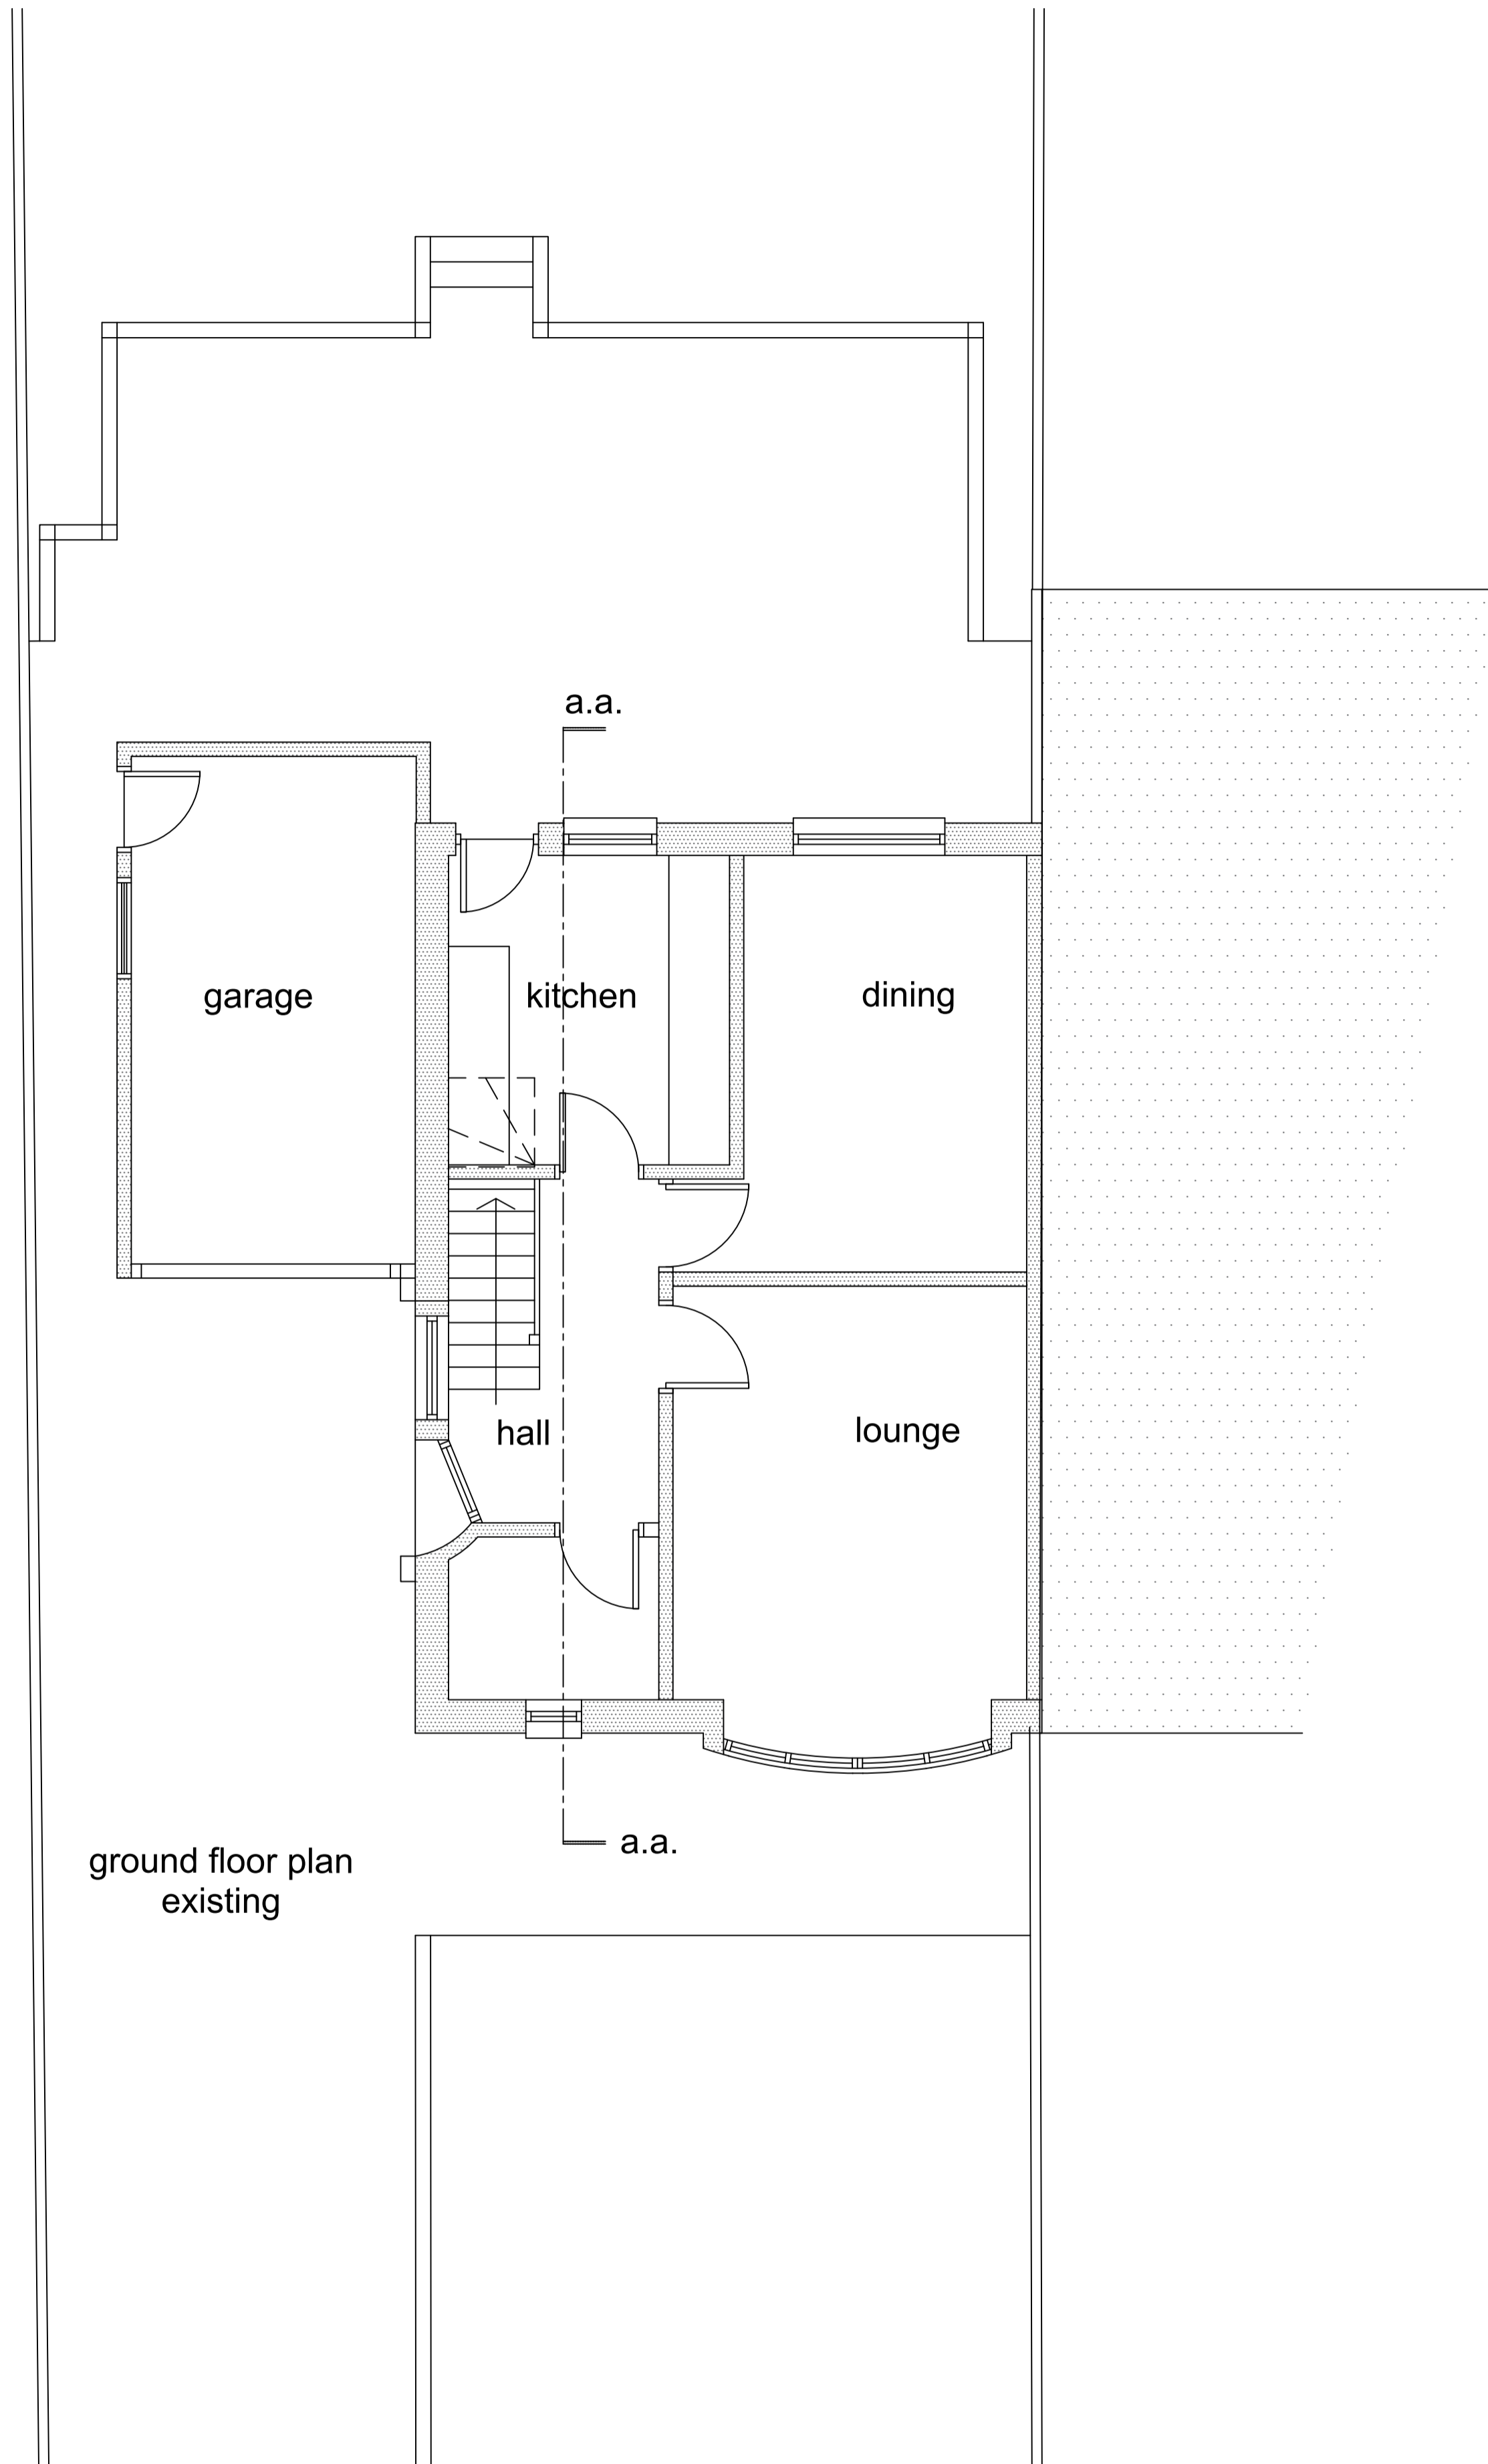 a.a.
garage
kitchen
dining
hall
lounge
a.a.
ground floor plan
existing